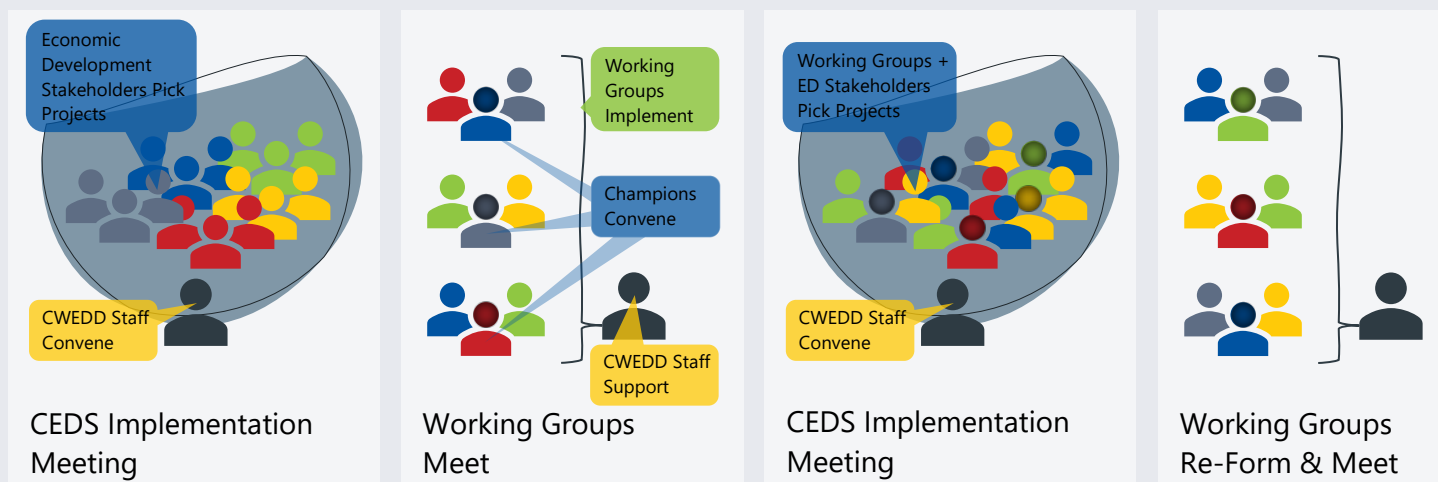 Economic
Development
Stakeholders Pick
Projects
CWEDD Staff
Convene
CEDS Implementation
Meeting
Working
Groups
Implement
Champions
Convene
CWEDD Staff
Support
Working Groups
Meet
Working Groups +
ED Stakeholders
Pick Projects
CWEDD Staff
Convene
CEDS Implementation
Meeting
Working Groups
Re-Form & Meet